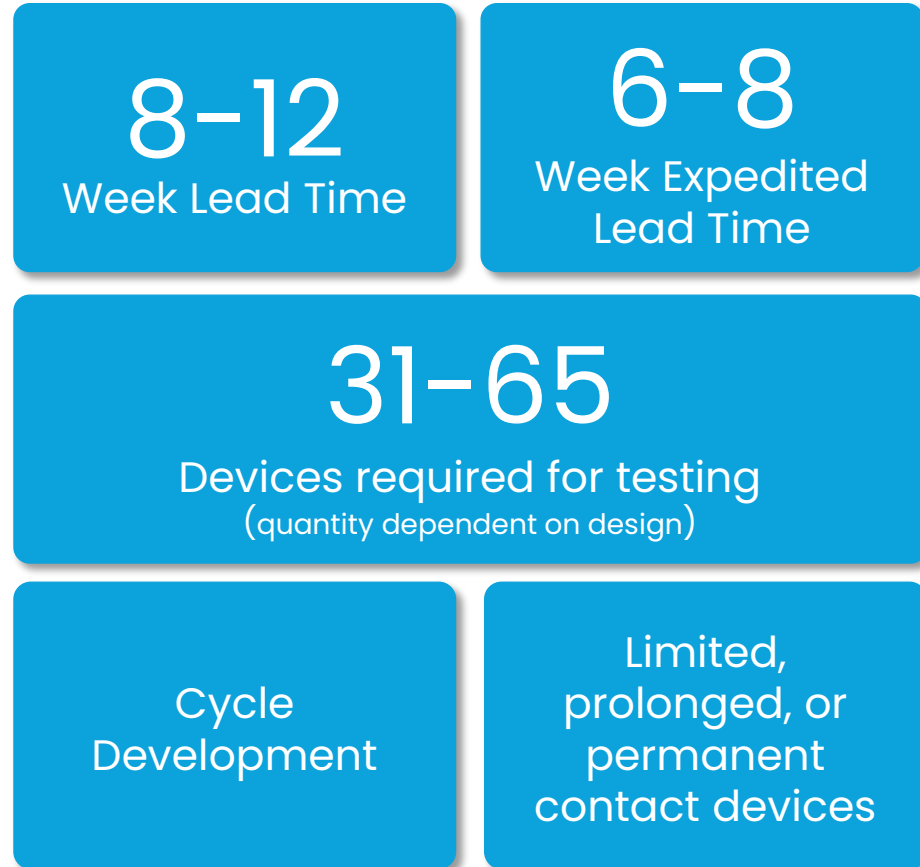 8-12
Week Lead Time
6-8
Week Expedited
Lead Time
31-65
Devices required for testing
(quantity dependent on design)
Cycle
Development
Limited,
prolonged, or
permanent
contact devices